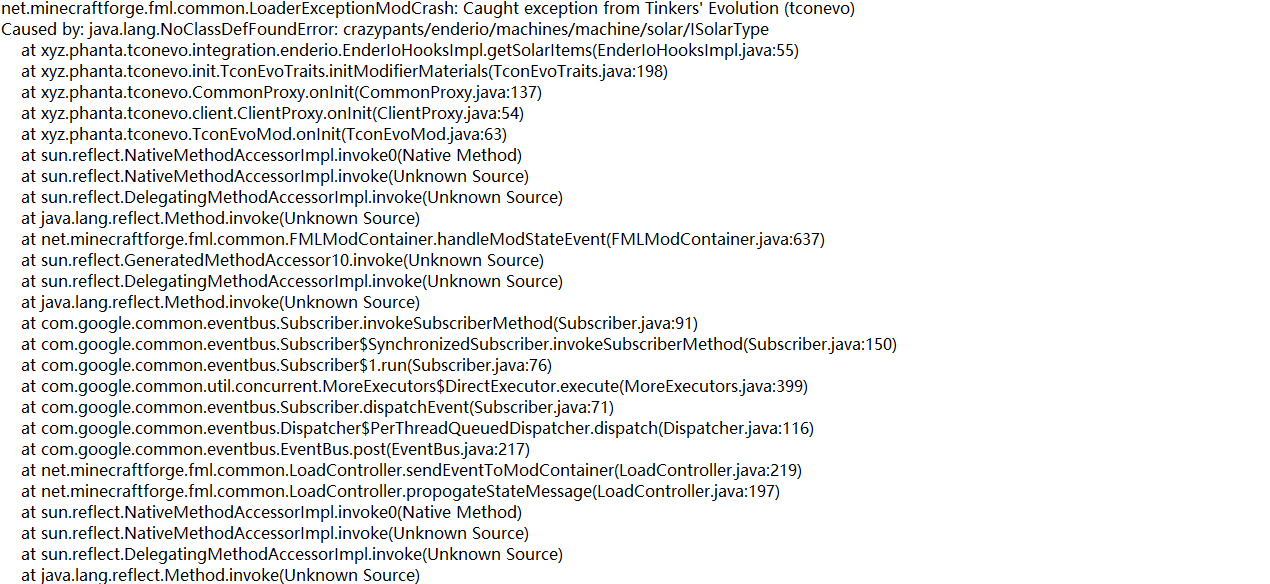 net.minecraftforge.fml.common.LoaderExceptionModCrash: Caught exception from Tinkers' Evolution (tconevo)
Caused by: java.lang.NoClassDefFoundError: crazypants/enderio/machines/machine/solar/ISolarType
at xyz.phanta.tconevo.integration.enderio.EnderIoHooksImpl.getSolarItems(EnderIoHooksImpl.java:55)
at xyz.phanta.tconevo.init.TconEvoTraits.initModifierMaterials(TconEvoTraits.java:198)
at xyz.phanta.tconevo.CommonProxy.onInit(CommonProxy.java:137)
at xyz.phanta.tconevo.client.ClientProxy.onInit(ClientProxy.java:54)
at xyz.phanta.tconevo.TconEvoMod.onInit(TconEvoMod.java:63)
at sun.reflect.NativeMethodAccessorImpl.invoke0(Native Method)
at sun.reflect.NativeMethodAccessorImpl.invoke(Unknown Source)
at sun.reflect.DelegatingMethodAccessorImpl.invoke(Unknown Source)
at java.lang.reflect.Method.invoke(Unknown Source)
at net.minecraftforge.fml.common.FMLModContainer.handleModStateEvent(FMLModContainer.java:637)
at sun.reflect.GeneratedMethodAccessor10.invoke(Unknown Source)
at sun.reflect.DelegatingMethodAccessorImpl.invoke(Unknown Source)
at java.lang.reflect.Method.invoke(Unknown Source)
at com.google.common.eventbus.Subscriber.invokeSubscriberMethod(Subscriber.java:91)
at com.google.common.eventbus.Subscriber$SynchronizedSubscriber.invokeSubscriberMethod(Subscriber.java:150)
at com.google.common.eventbus.Subscriber$1.run(Subscriber.java:76)
at com.google.common.util.concurrent.MoreExecutors$DirectExecutor.execute(MoreExecutors.java:399)
at com.google.common.eventbus.Subscriber.dispatchEvent(Subscriber.java:71)
at com.google.common.eventbus.Dispatcher$PerThreadQueuedDispatcher.dispatch(Dispatcher.java:116)
at com.google.common.eventbus.EventBus.post(EventBus.java:217)
at net.minecraftforge.fml.common.LoadController.sendEventToModContainer(LoadController.java:219)
at net.minecraftforge.fml.common.LoadController.propogateStateMessage(LoadController.java:197)
at sun.reflect.NativeMethodAccessorImpl.invoke0(Native Method)
at sun.reflect.NativeMethodAccessorImpl.invoke(Unknown Source)
at sun.reflect.DelegatingMethodAccessorImpl.invoke(Unknown Source)
at java.lang.reflect.Method.invoke(Unknown Source)